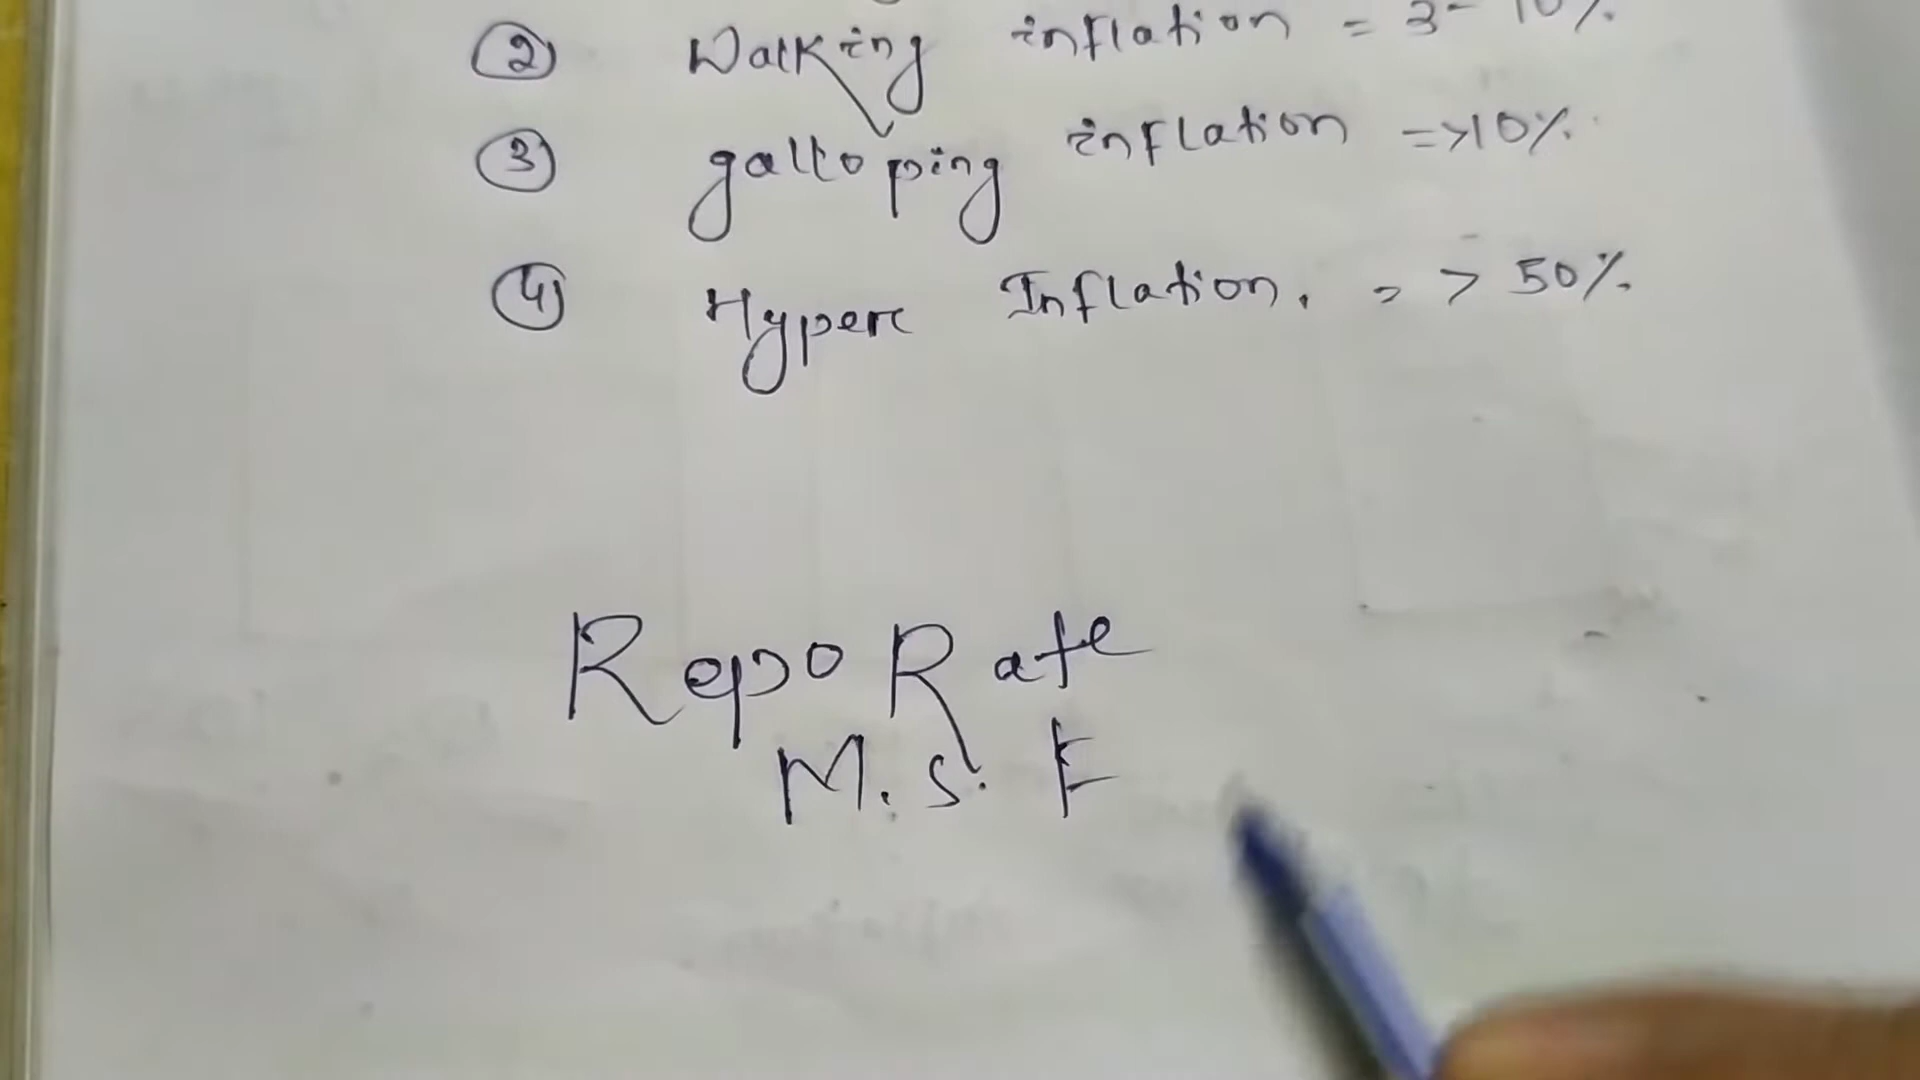 ② Walking inflation = 3- 10%.
③ galloping inflation => 10%.
④ Hyper Inflation. = > 50%.
Repo Rate
M.S. F